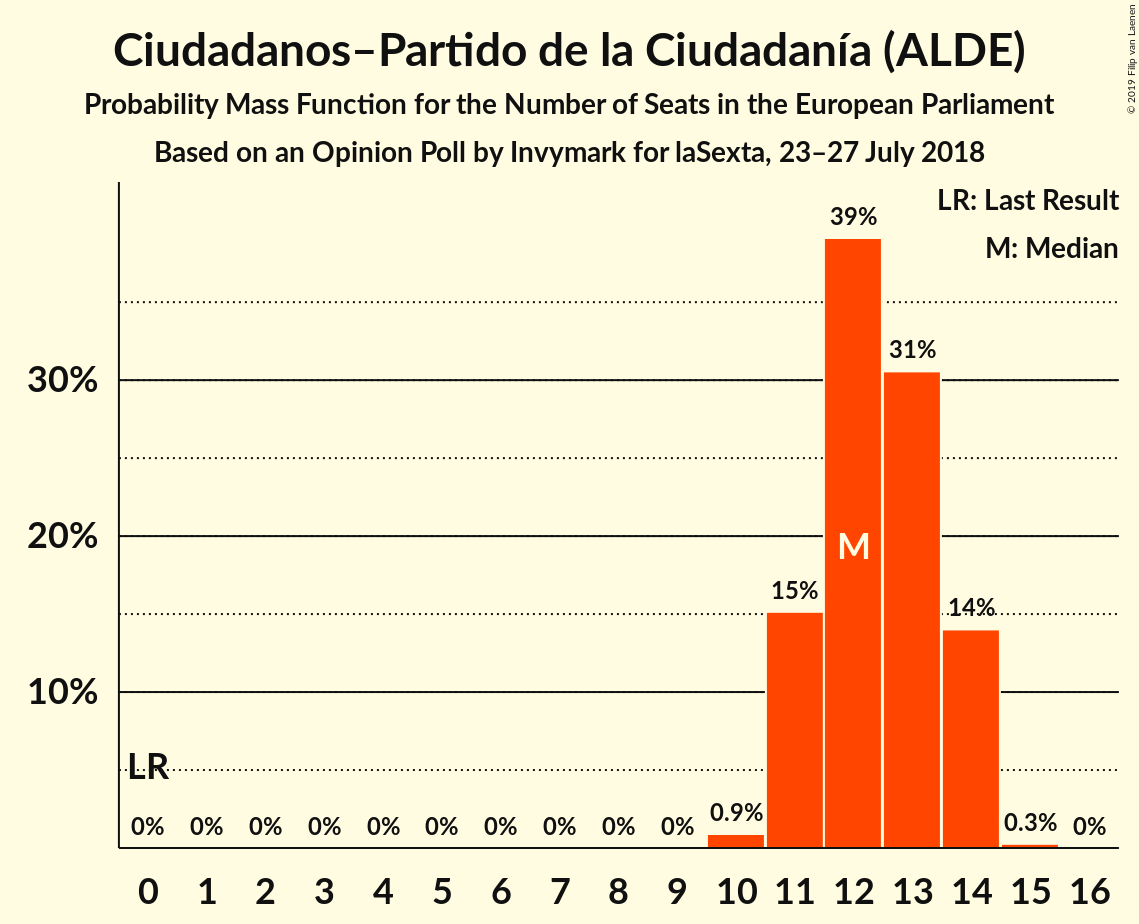 Ciudadanos–Partido de la Ciudadanía (ALDE)
Probability Mass Function for the Number of Seats in the European Parliament
Based on an Opinion Poll by Invymark for laSexta, 23–27 July 2018
© 2019 Filip van Laenen
LR: Last Result
M: Median
39%
31%
30%
20%
M
15%
14%
10%
LR
0% 0% 0% 0% 0% 0% 0% 0% 0% 0% 0.9% 0.3% 0%
0 1 2 3 4 5 6 7 8 9 10 11 12 13 14 15 16